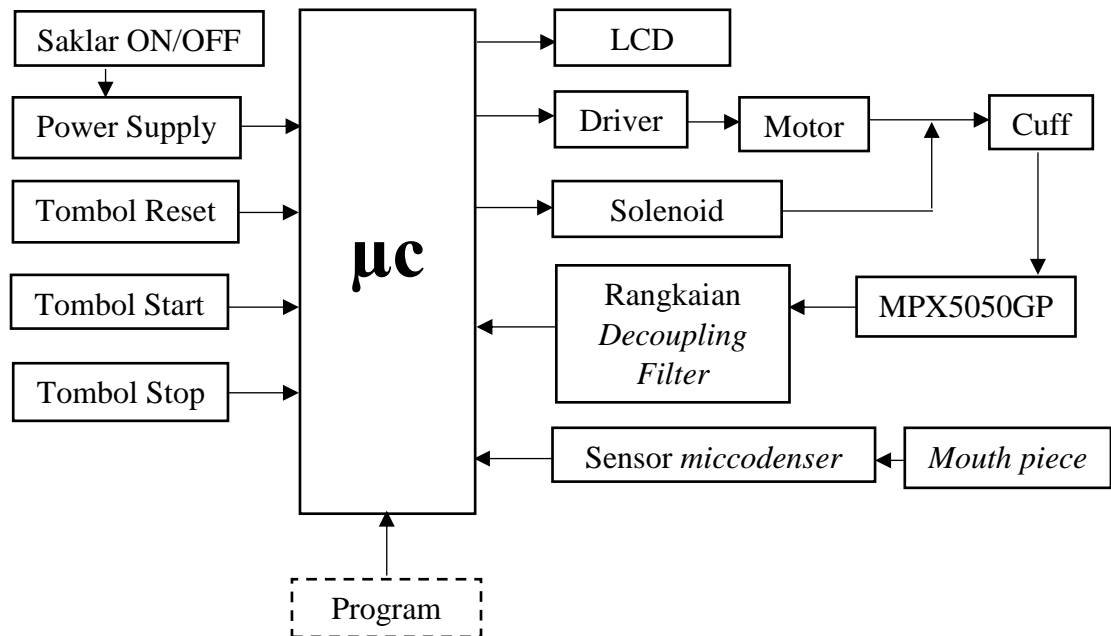 Saklar ON/OFF
Power Supply
Tombol Reset
Tombol Start
Tombol Stop
μc
Program
LCD
Driver
Motor
Cuff
Solenoid
Rangkaian
Decoupling
Filter
MPX5050GP
Sensor miccodenser
Mouth piece